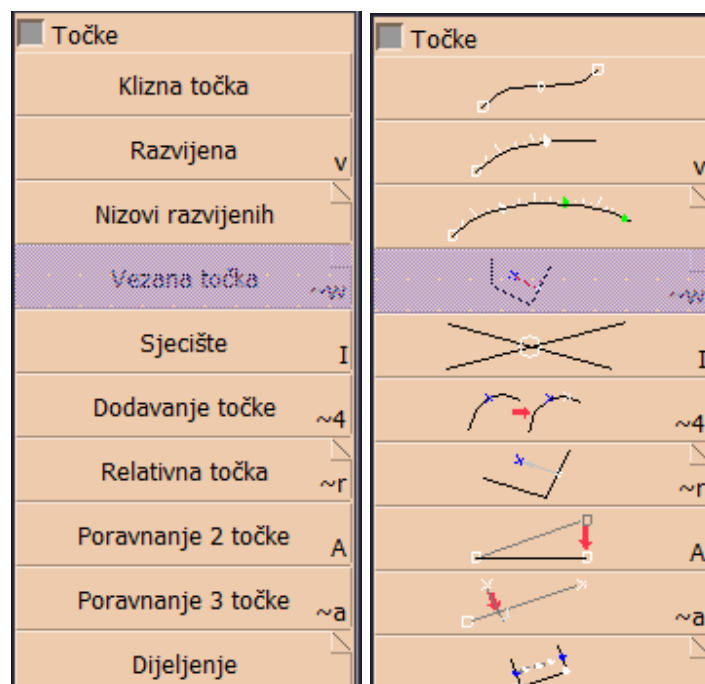 Točke
Klizna točka
Razvijena v
Nizovi razvijenih
Vezana točka ~w
Sjecište I
Dodavanje točke ~4
Relativna točka ~r
Poravnanje 2 točke A
Poravnanje 3 točke ~a
Dijeljenje
Točke
v
~w
I
~4
~r
A
~a